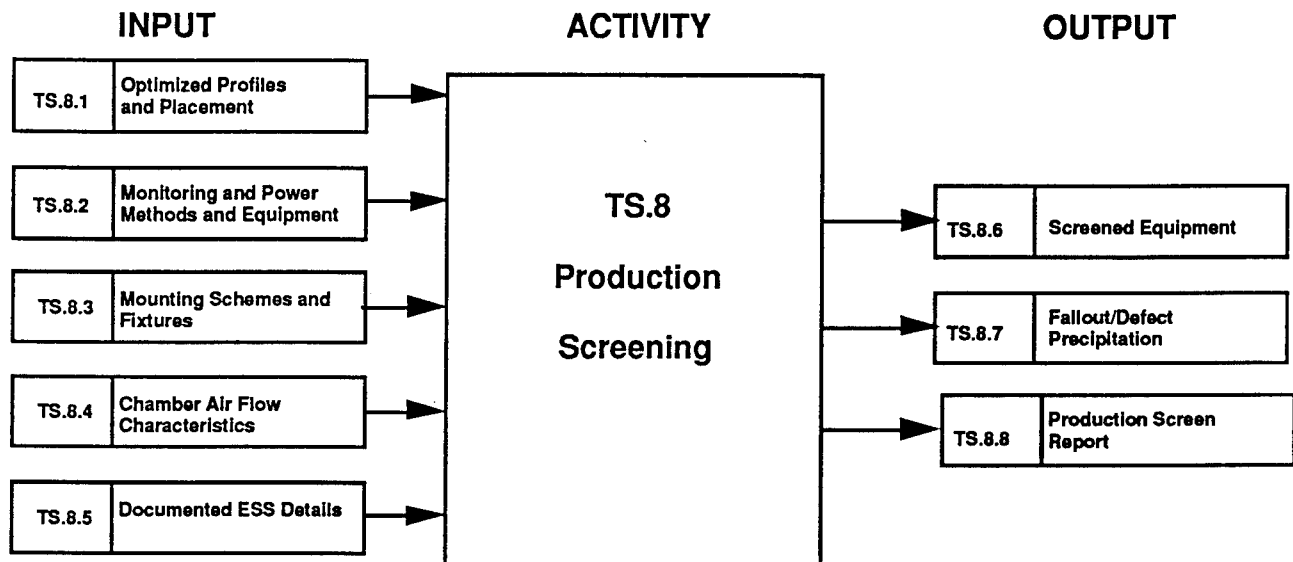 INPUT
ACTIVITY
OUTPUT
TS.8.1
Optimized Profiles
and Placement
TS.8.2
Monitoring and Power
Methods and Equipment
TS.8.3
Mounting Schemes and
Fixtures
TS.8.4
Chamber Air Flow
Characteristics
TS.8.5
Documented ESS Details
TS.8
Production
Screening
TS.8.6
Screened Equipment
TS.8.7
Fallout/Defect
Precipitation
TS.8.8
Production Screen
Report